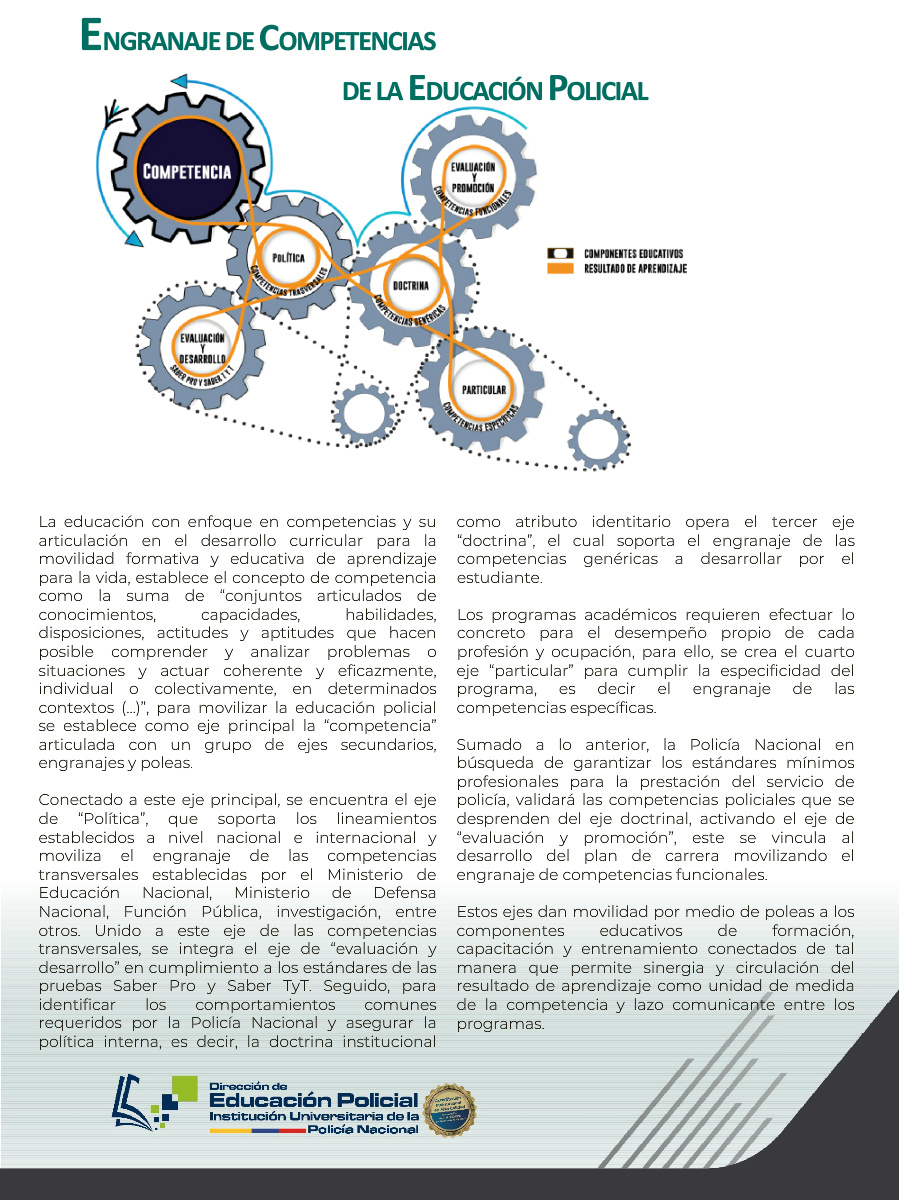 ENGRANAJE DE COMPETENCIAS
DE LA EDUCACIÓN POLICIAL
COMPETENCIA
EVALUACIÓN
Y
PROMOCIÓN
COMPETENCIAS FUNCIONALES
POLÍTICA
COMPETENCIAS TRASVERSALES
DOCTRINA
COMPETENCIAS GENÉRICAS
COMPONENTES EDUCATIVOS
RESULTADO DE APRENDIZAJE
EVALUACIÓN
Y
DESARROLLO
SABER PRO Y SABER T Y T
PARTICULAR
COMPETENCIAS ESPECÍFICAS
La educación con enfoque en competencias y su
articulación en el desarrollo curricular para la
movilidad formativa y educativa de aprendizaje
para la vida, establece el concepto de competencia
como la suma de “conjuntos articulados de
conocimientos, capacidades, habilidades,
disposiciones, actitudes y aptitudes que hacen
posible comprender y analizar problemas o
situaciones y actuar coherente y eficazmente,
individual o colectivamente, en determinados
contextos (...)”, para movilizar la educación policial
se establece como eje principal la “competencia”
articulada con un grupo de ejes secundarios,
engranajes y poleas.
Conectado a este eje principal, se encuentra el eje
de “Política”, que soporta los lineamientos
establecidos a nivel nacional e internacional y
moviliza el engranaje de las competencias
transversales establecidas por el Ministerio de
Educación Nacional, Ministerio de Defensa
Nacional, Función Pública, investigación, entre
otros. Unido a este eje de las competencias
transversales, se integra el eje de “evaluación y
desarrollo” en cumplimiento a los estándares de las
pruebas Saber Pro y Saber TyT. Seguido, para
identificar los comportamientos comunes
requeridos por la Policía Nacional y asegurar la
política interna, es decir, la doctrina institucional
como atributo identitario opera el tercer eje
“doctrina”, el cual soporta el engranaje de las
competencias genéricas a desarrollar por el
estudiante.
Los programas académicos requieren efectuar lo
concreto para el desempeño propio de cada
profesión y ocupación, para ello, se crea el cuarto
eje “particular” para cumplir la especificidad del
programa, es decir el engranaje de las
competencias específicas.
Sumado a lo anterior, la Policía Nacional en
búsqueda de garantizar los estándares mínimos
profesionales para la prestación del servicio de
policía, validará las competencias policiales que se
desprenden del eje doctrinal, activando el eje de
“evaluación y promoción”, este se vincula al
desarrollo del plan de carrera movilizando el
engranaje de competencias funcionales.
Estos ejes dan movilidad por medio de poleas a los
componentes educativos de formación,
capacitación y entrenamiento conectados de tal
manera que permite sinergia y circulación del
resultado de aprendizaje como unidad de medida
de la competencia y lazo comunicante entre los
programas.
Dirección de
Educación Policial
Institución Universitaria de la
Policía Nacional